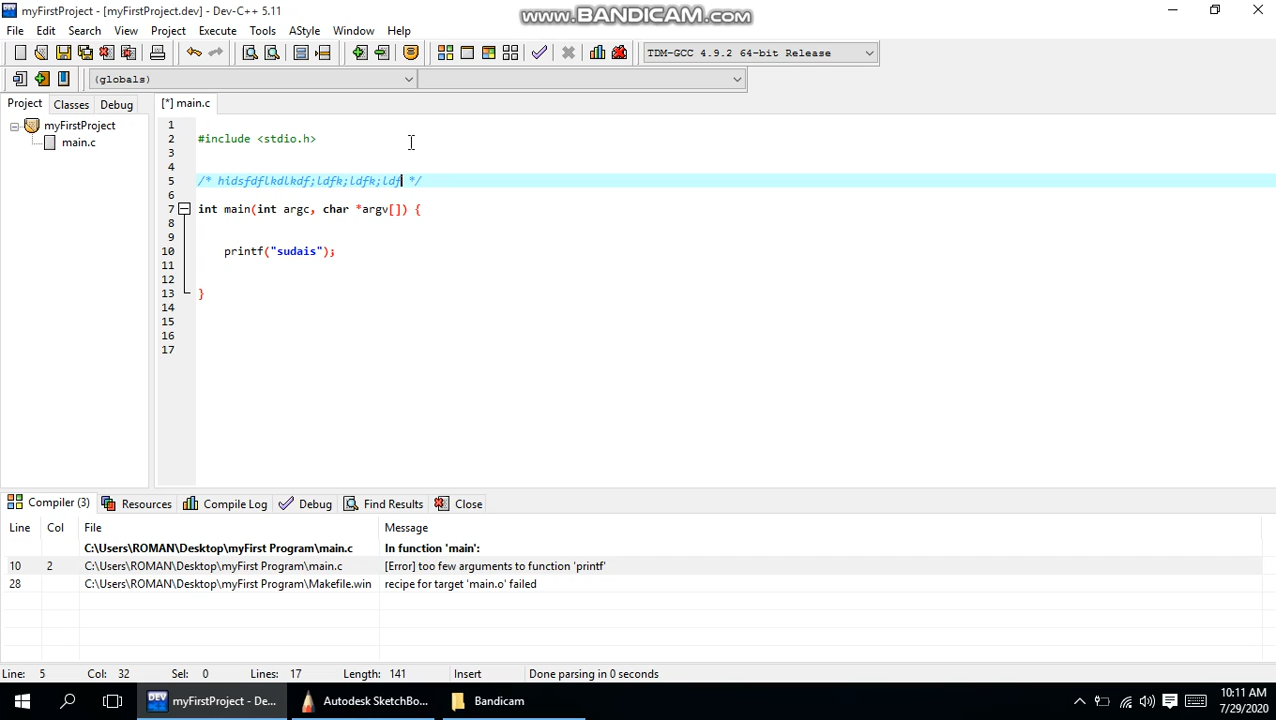 myFirstProject - [myFirstProject.dev] - Dev-C++ 5.11
www.BANDICAM.com
File Edit Search View Project Execute Tools AStyle Window Help
TDM-GCC 4.9.2 64-bit Release
(globals)
Project Classes Debug
[*] main.c
myFirstProject
main.c
1
2 #include <stdio.h>
3
4
5 /* hidsfdflkdlkdf;ldfk;ldfk;ldf */
6
7 int main(int argc, char *argv[]) {
8
9
10 printf("sudais");
11
12
13 }
14
15
16
17
Compiler (3) Resources Compile Log Debug Find Results Close
Line Col File Message
C:\Users\ROMAN\Desktop\myFirst Program\main.c In function 'main':
10 2 C:\Users\ROMAN\Desktop\myFirst Program\main.c [Error] too few arguments to function 'printf'
28 C:\Users\ROMAN\Desktop\myFirst Program\Makefile.win recipe for target 'main.o' failed
Line: 5 Col: 32 Sel: 0 Lines: 17 Length: 141 Insert Done parsing in 0 seconds
DEV myFirstProject - De... Autodesk SketchBo... Bandicam
10:11 AM
7/29/2020